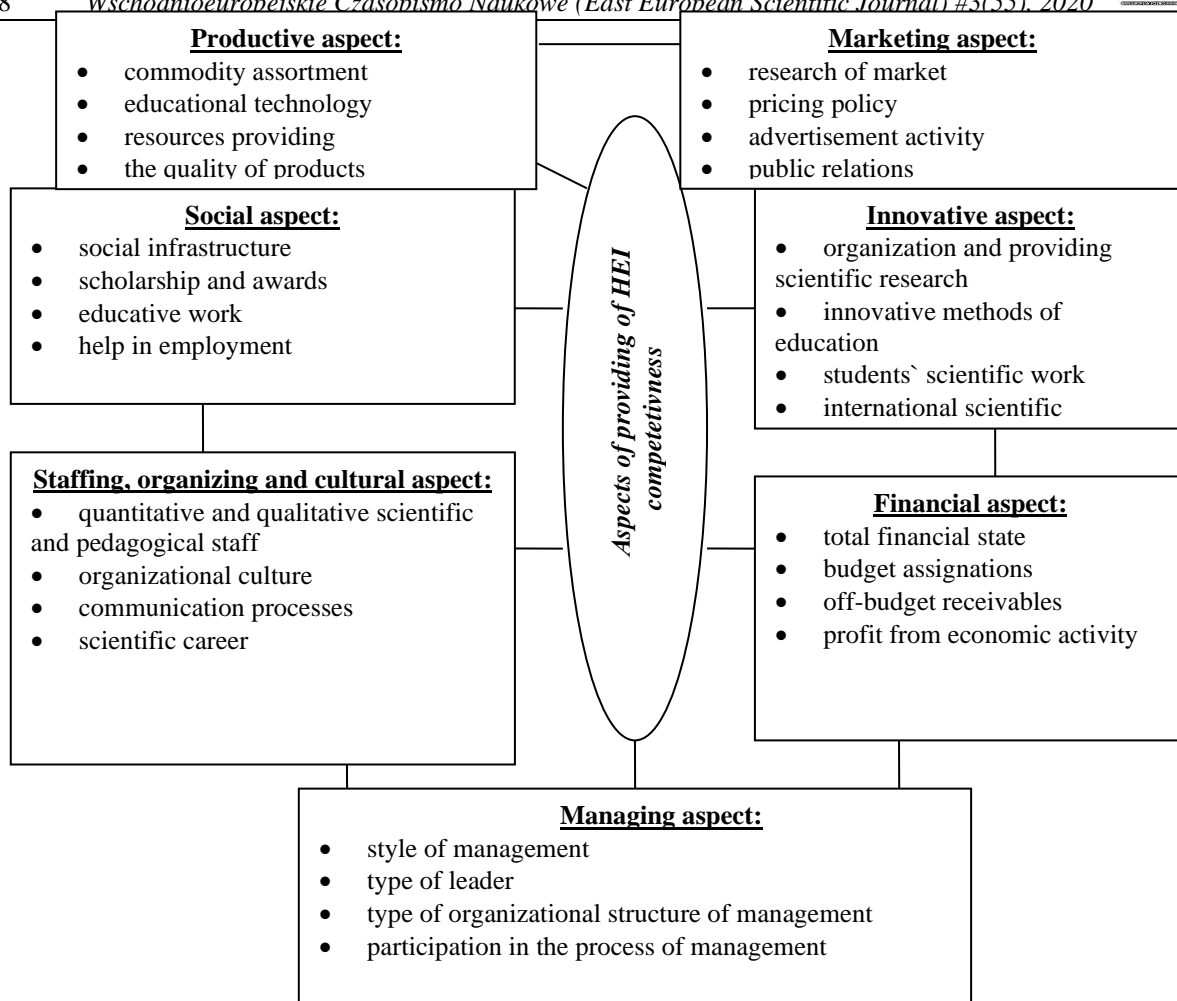 8 Wschodnioeuropejskie Czasopismo Naukowe (East European Scientific Journal) #3(55), 2020
Productive aspect:
• commodity assortment
• educational technology
• resources providing
• the quality of products
Marketing aspect:
• research of market
• pricing policy
• advertisement activity
• public relations
Social aspect:
• social infrastructure
• scholarship and awards
• educative work
• help in employment
Aspects of providing of HEI
competetivness
Innovative aspect:
• organization and providing
scientific research
• innovative methods of
education
• students` scientific work
• international scientific
Staffing, organizing and cultural aspect:
• quantitative and qualitative scientific
and pedagogical staff
• organizational culture
• communication processes
• scientific career
Financial aspect:
• total financial state
• budget assignations
• off-budget receivables
• profit from economic activity
Managing aspect:
• style of management
• type of leader
• type of organizational structure of management
• participation in the process of management